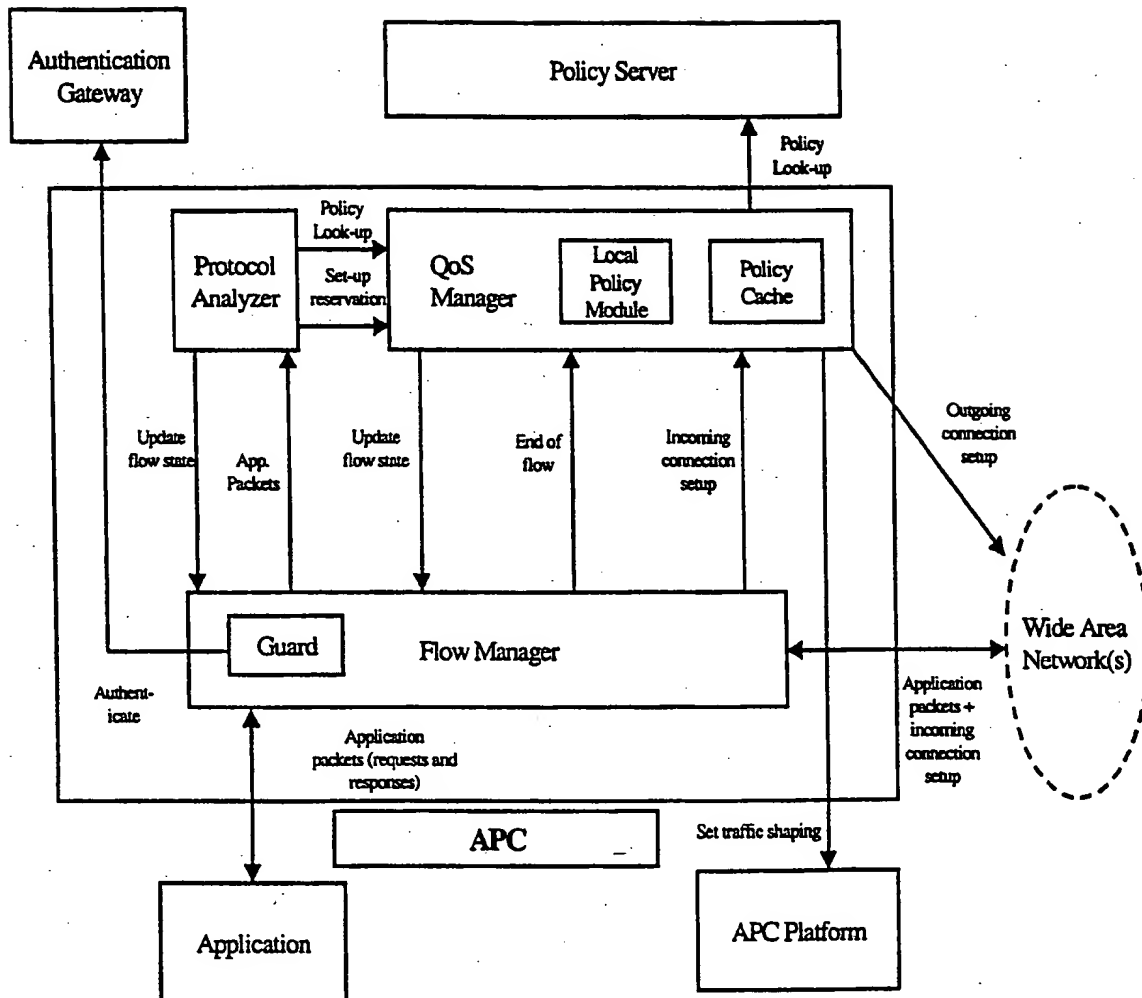 Authentication
Gateway
Policy Server
Policy
Look-up
Protocol
Analyzer
Policy
Look-up
Set-up
reservation
QoS
Manager
Local
Policy
Module
Policy
Cache
Update
flow state
App.
Packets
Update
flow state
End of
flow
Incoming
connection
setup
Outgoing
connection
setup
Guard
Flow Manager
Wide Area
Network(s)
Authent-
icate
Application
packets (requests and
responses)
Application
packets +
incoming
connection
setup
APC
Set traffic shaping
Application
APC Platform